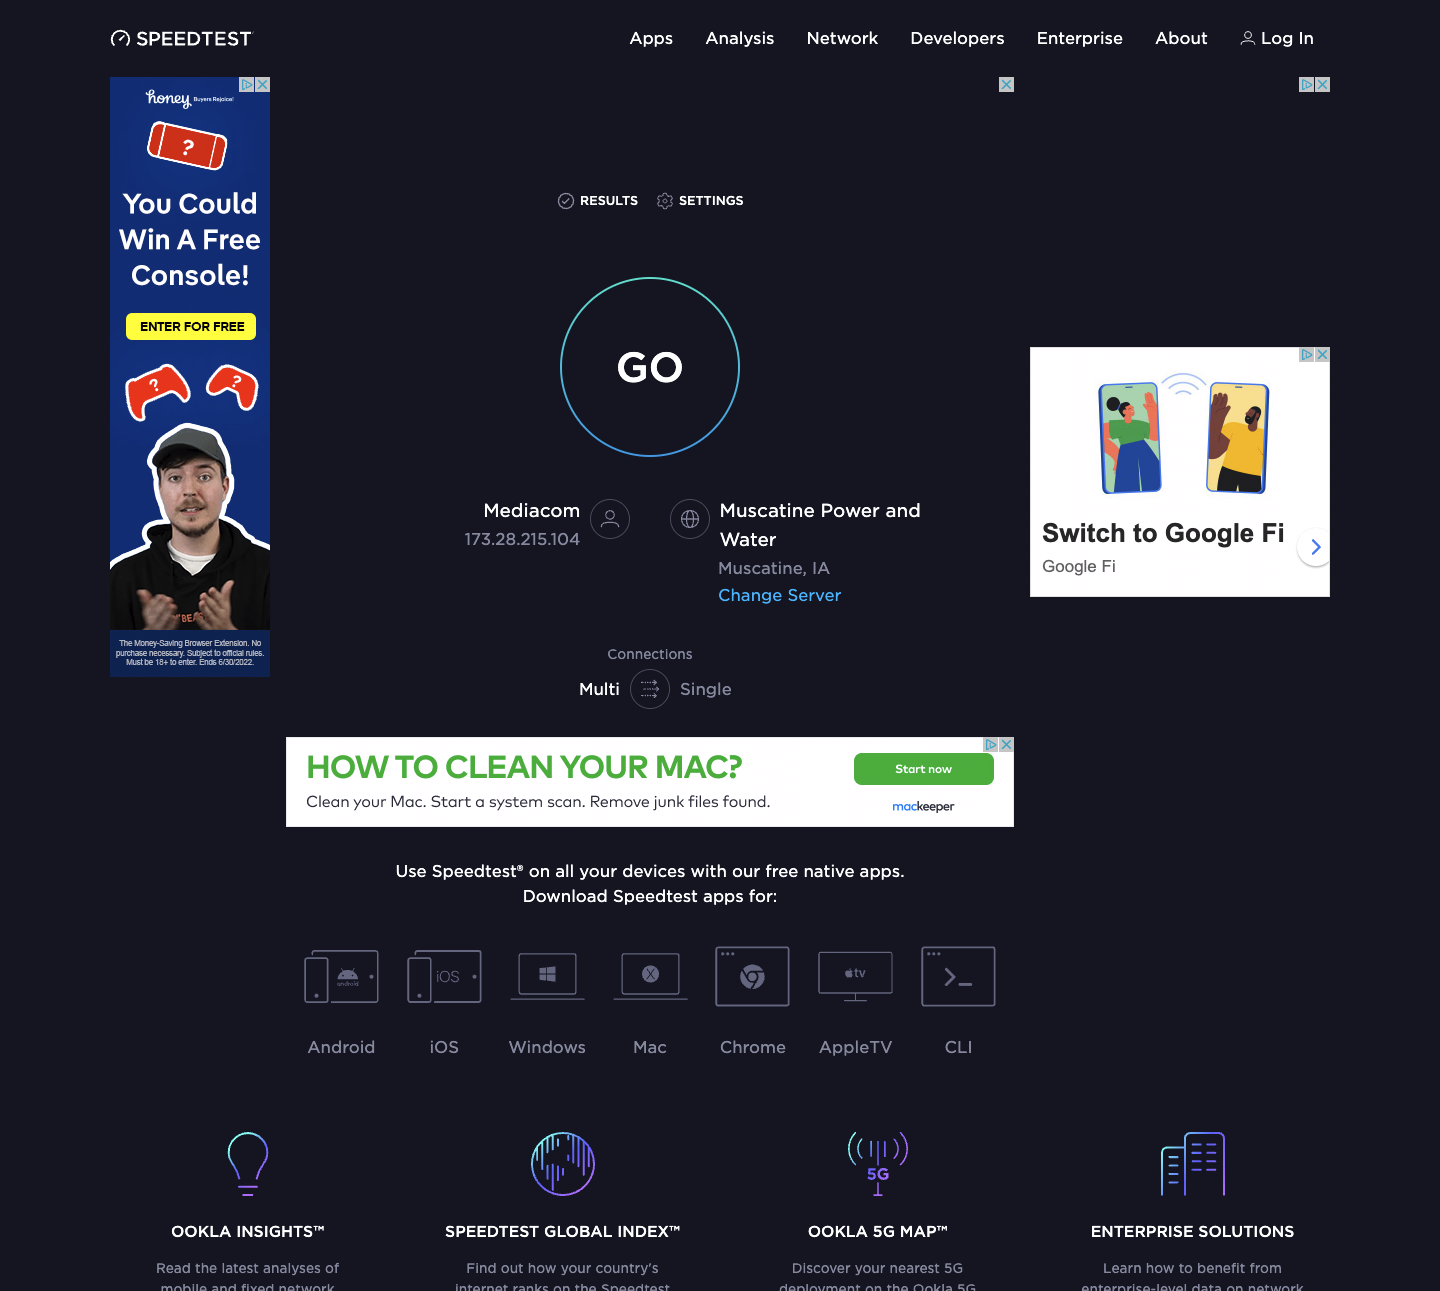 SPEEDTEST
Apps Analysis Network Developers Enterprise About Log In
honey Buyers Rejoice!
?
You Could
Win A Free
Console!
ENTER FOR FREE
? ?
The Money-Saving Browser Extension. No
purchase necessary. Subject to official rules.
Must be 18+ to enter. Ends 6/30/2022.
RESULTS SETTINGS
GO
Mediacom
173.28.215.104
Muscatine Power and
Water
Muscatine, IA
Change Server
Connections
Multi Single
Switch to Google Fi
Google Fi
HOW TO CLEAN YOUR MAC?
Clean your Mac. Start a system scan. Remove junk files found.
Start now
mackeeper
Use Speedtest® on all your devices with our free native apps.
Download Speedtest apps for:
android iOS X tv >_
Android iOS Windows Mac Chrome AppleTV CLI
5G
OOKLA INSIGHTS™
Read the latest analyses of
mobile and fixed network
SPEEDTEST GLOBAL INDEX™
Find out how your country's
internet ranks on the Speedtest
OOKLA 5G MAP™
Discover your nearest 5G
deployment on the Ookla 5G
ENTERPRISE SOLUTIONS
Learn how to benefit from
enterprise-level data on network